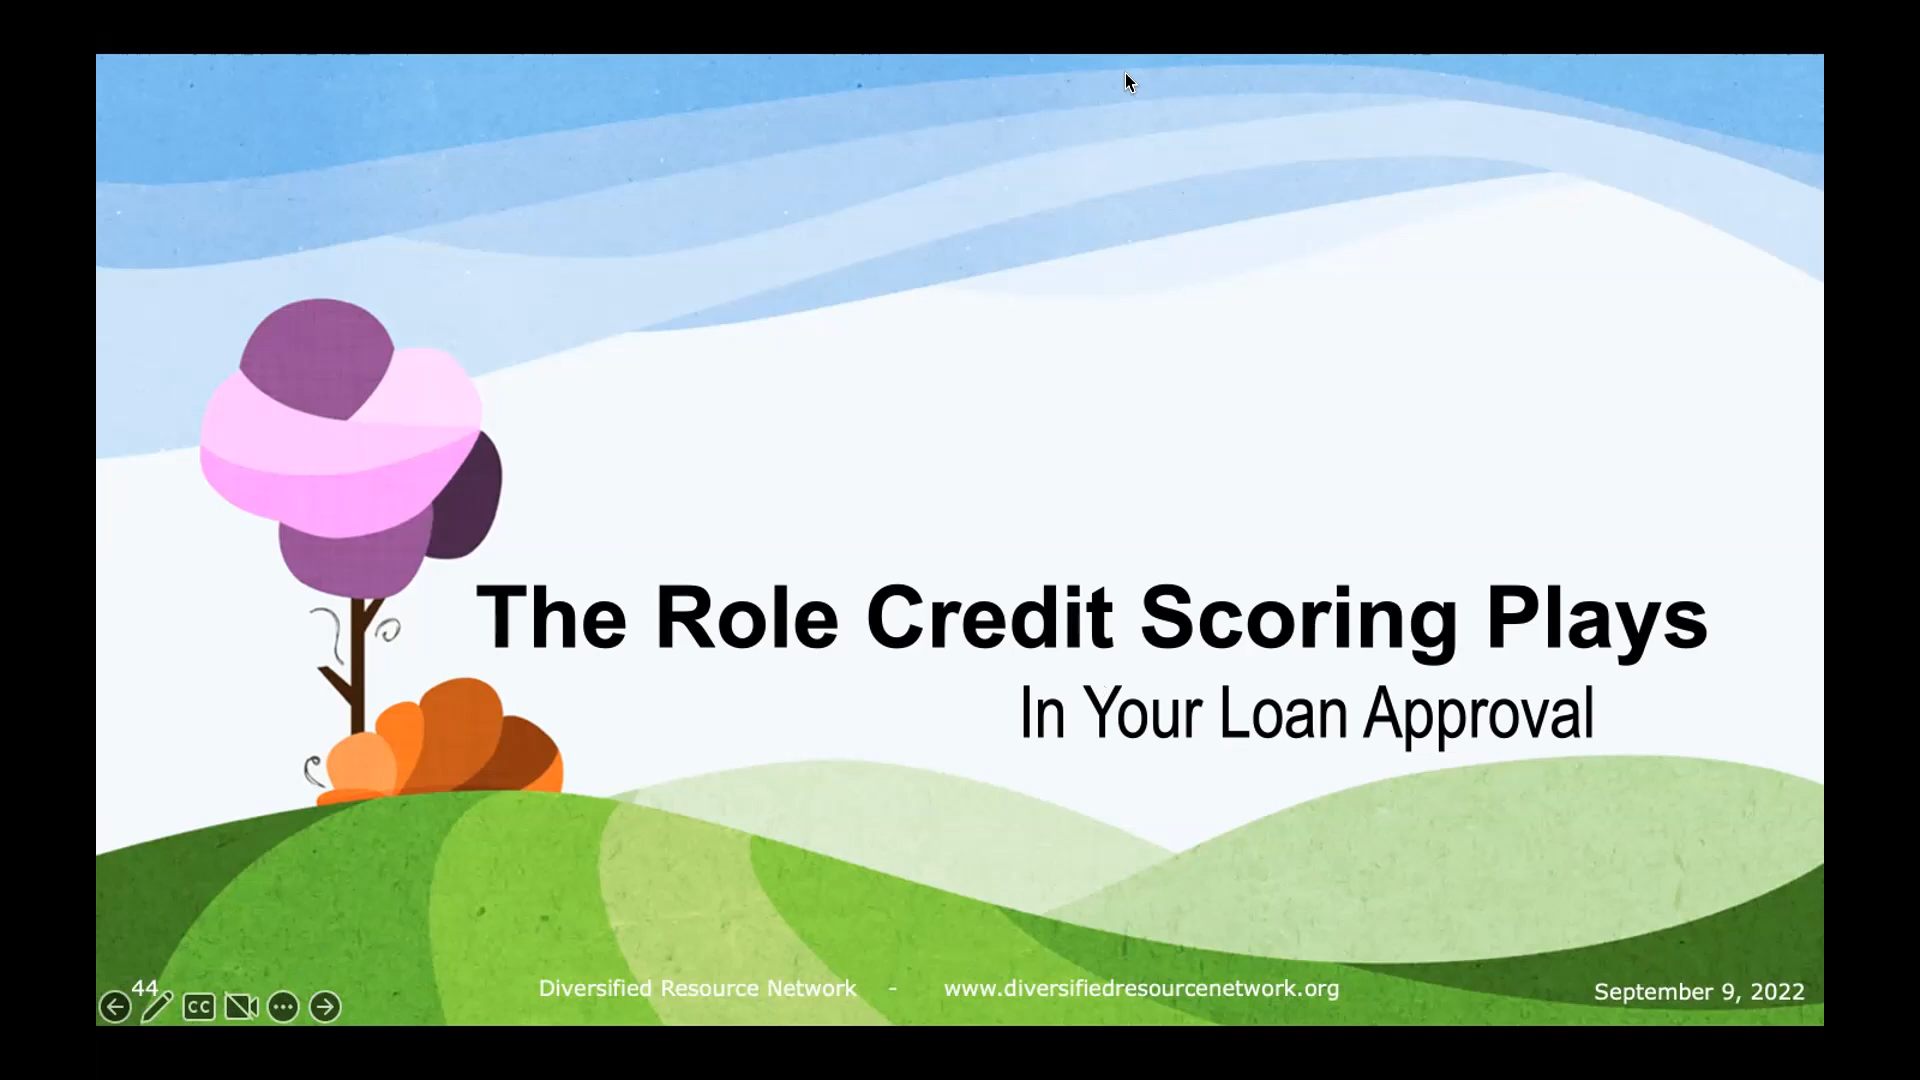 The Role Credit Scoring Plays
In Your Loan Approval
44
CC
Diversified Resource Network - www.diversifiedresourcenetwork.org
September 9, 2022